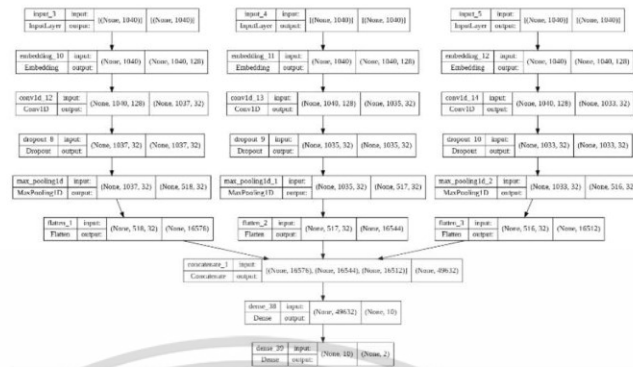 input_3 input: [(None, 1040)] [(None, 1040)]
InputLayer output:
input_4 input: [(None, 1040)] [(None, 1040)]
InputLayer output:
input_5 input: [(None, 1040)] [(None, 1040)]
InputLayer output:
embedding_10 input: (None, 1040) (None, 1040, 128)
Embedding output:
embedding_11 input: (None, 1040) (None, 1040, 128)
Embedding output:
embedding_12 input: (None, 1040) (None, 1040, 128)
Embedding output:
conv1d_12 input: (None, 1040, 128) (None, 1037, 32)
Conv1D output:
conv1d_13 input: (None, 1040, 128) (None, 1035, 32)
Conv1D output:
conv1d_14 input: (None, 1040, 128) (None, 1033, 32)
Conv1D output:
dropout_8 input: (None, 1037, 32) (None, 1037, 32)
Dropout output:
dropout_9 input: (None, 1035, 32) (None, 1035, 32)
Dropout output:
dropout_10 input: (None, 1033, 32) (None, 1033, 32)
Dropout output:
max_pooling1d input: (None, 1037, 32) (None, 518, 32)
MaxPooling1D output:
max_pooling1d_1 input: (None, 1035, 32) (None, 517, 32)
MaxPooling1D output:
max_pooling1d_2 input: (None, 1033, 32) (None, 516, 32)
MaxPooling1D output:
flatten_1 input: (None, 518, 32) (None, 16576)
Flatten output:
flatten_2 input: (None, 517, 32) (None, 16544)
Flatten output:
flatten_3 input: (None, 516, 32) (None, 16512)
Flatten output:
concatenate_1 input: [(None, 16576), (None, 16544), (None, 16512)] (None, 49632)
Concatenate output:
dense_38 input: (None, 49632) (None, 10)
Dense output:
dense_39 input: (None, 10) (None, 2)
Dense output: